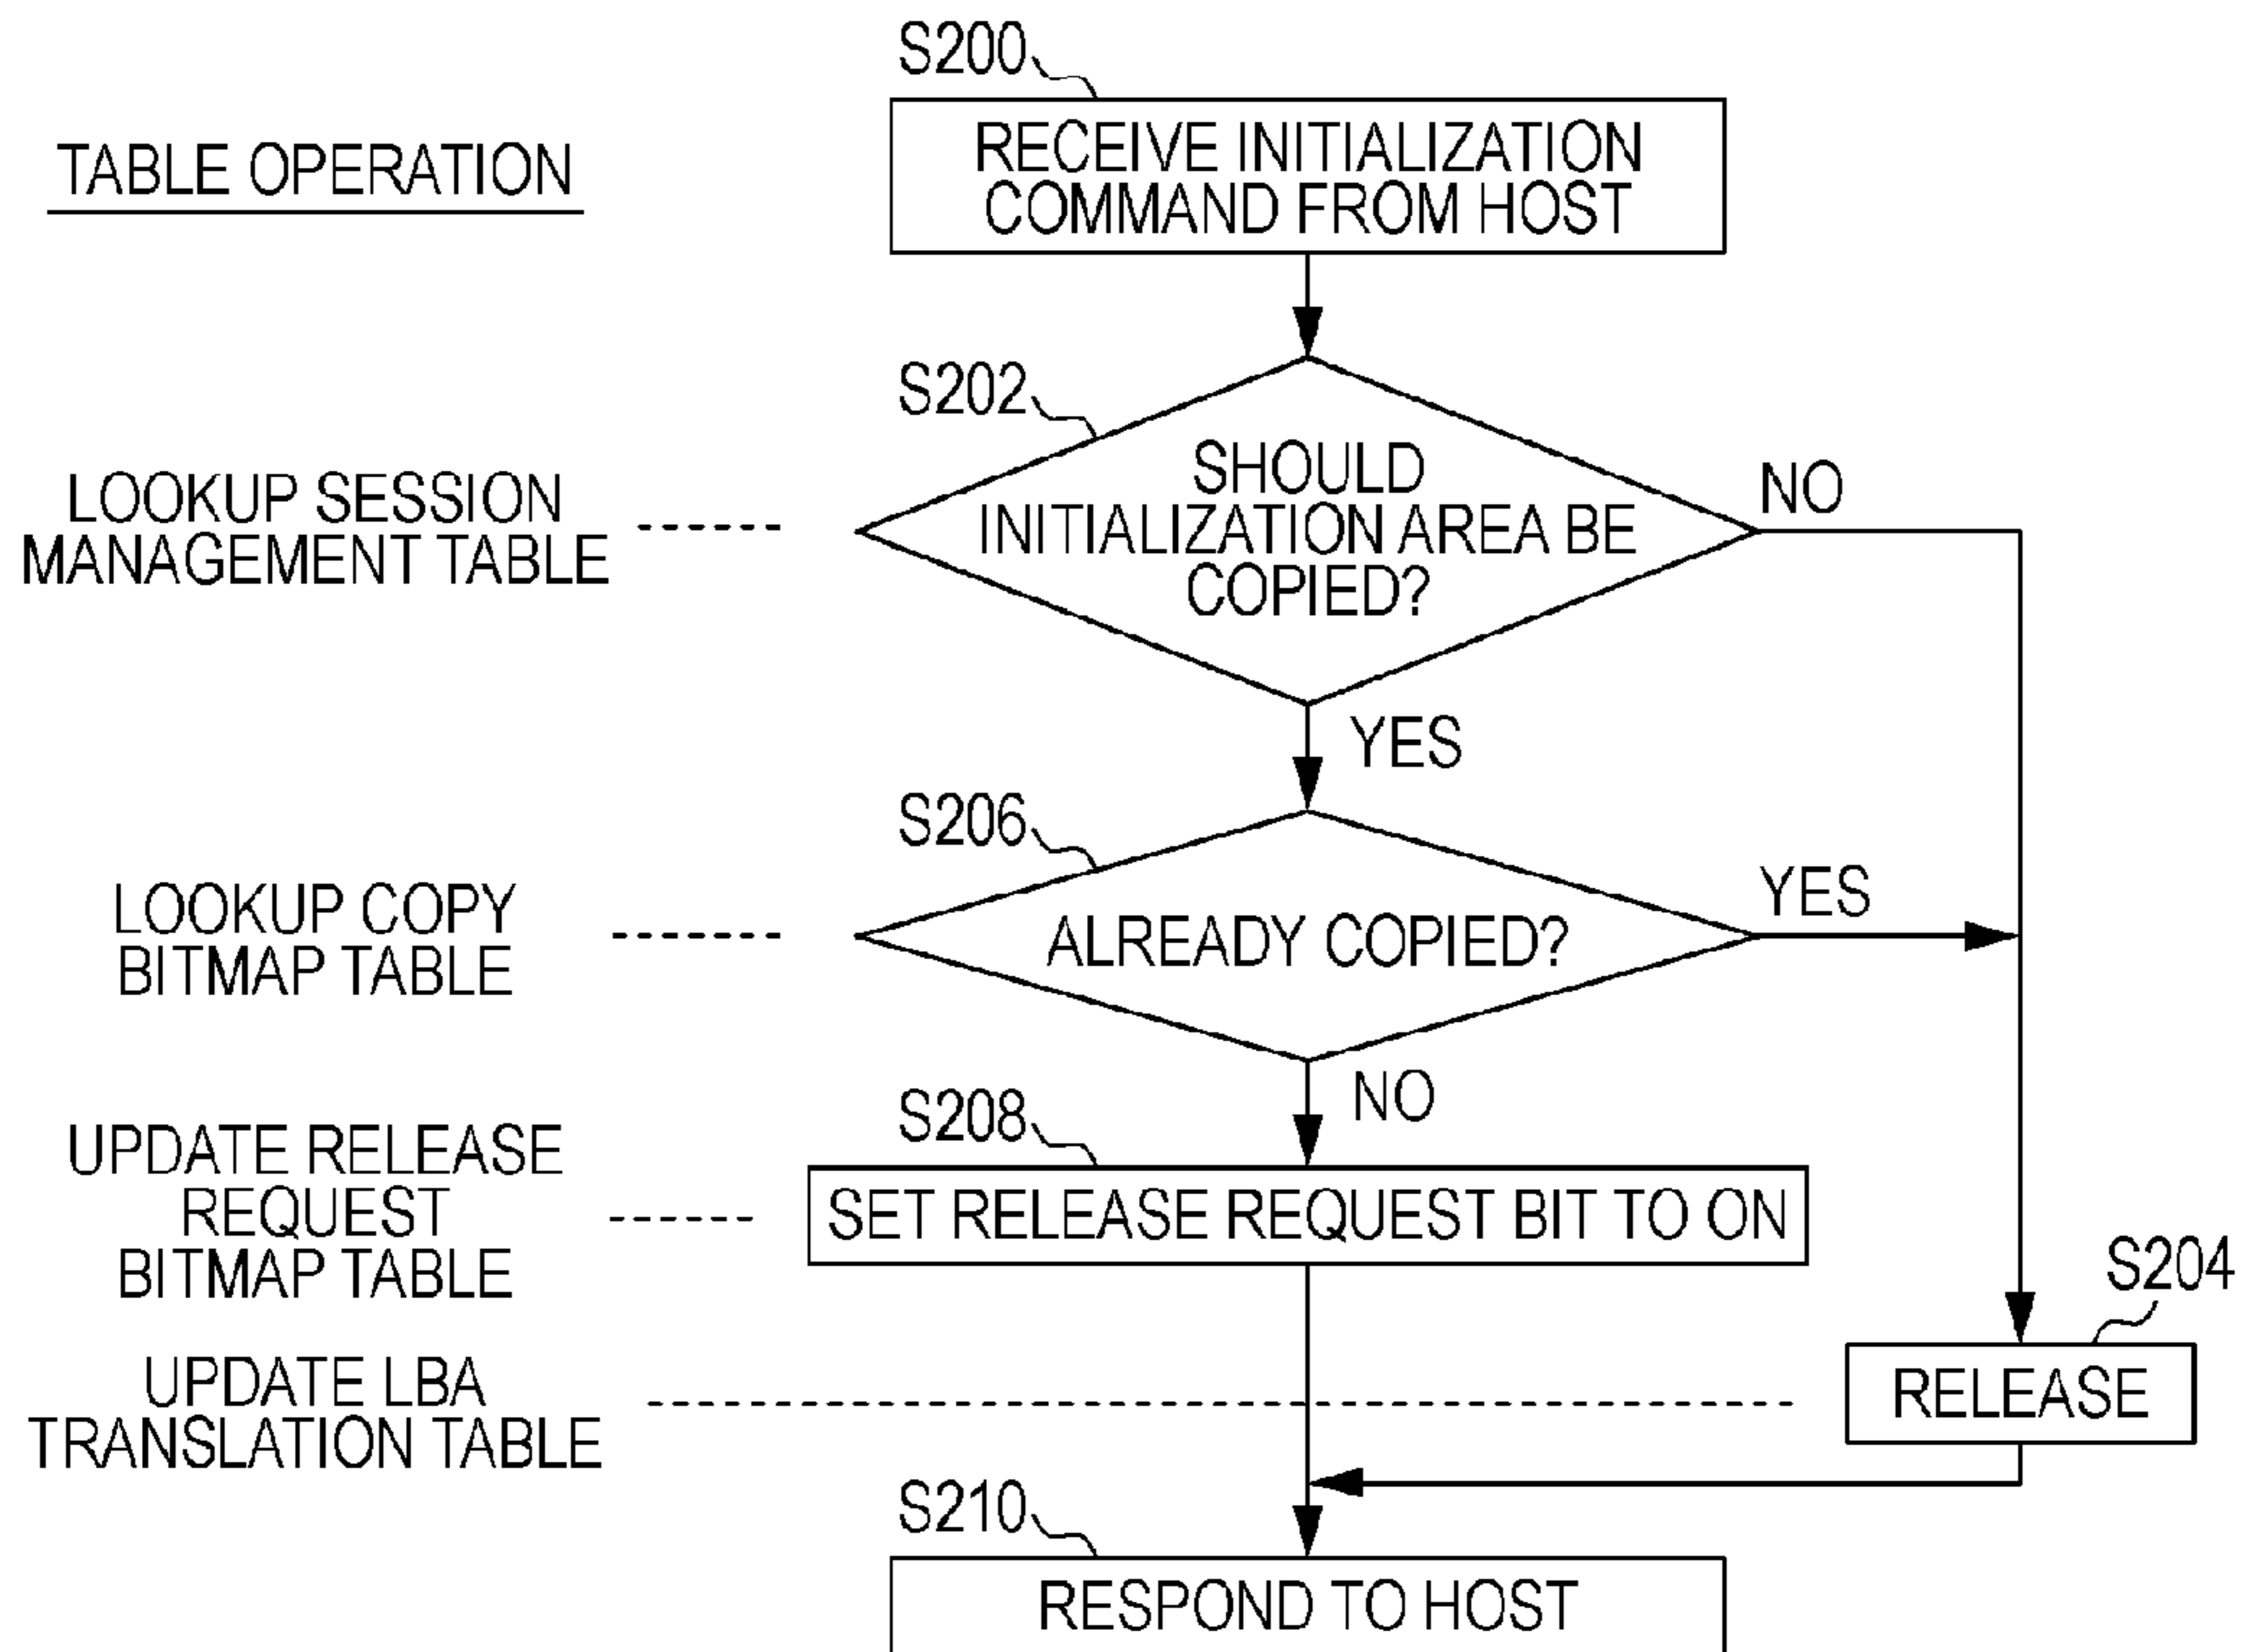 S200
TABLE OPERATION
RECEIVE INITIALIZATION
COMMAND FROM HOST
S202
LOOKUP SESSION
MANAGEMENT TABLE
SHOULD
INITIALIZATION AREA BE
COPIED?
NO
YES
S206
LOOKUP COPY
BITMAP TABLE
ALREADY COPIED?
YES
NO
S208
UPDATE RELEASE
REQUEST
BITMAP TABLE
SET RELEASE REQUEST BIT TO ON
S204
UPDATE LBA
TRANSLATION TABLE
RELEASE
S210
RESPOND TO HOST